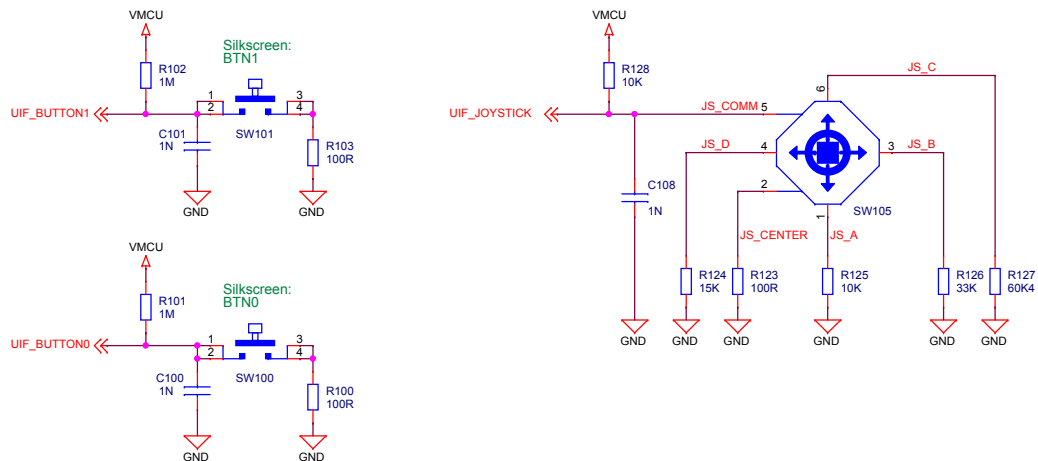 VMCU
Silkscreen:
BTN1
R102
1M
UIF_BUTTON1
1
2
3
4
C101
1N
SW101
R103
100R
GND
GND
VMCU
Silkscreen:
BTN0
R101
1M
UIF_BUTTON0
1
2
3
4
C100
1N
SW100
R100
100R
GND
GND
VMCU
R128
10K
UIF_JOYSTICK
JS_COMM
5
JS_C
6
JS_D
4
3
JS_B
2
C108
1N
SW105
1
JS_CENTER
JS_A
R124
15K
R123
100R
R125
10K
R126
33K
R127
60K4
GND
GND
GND
GND
GND
GND